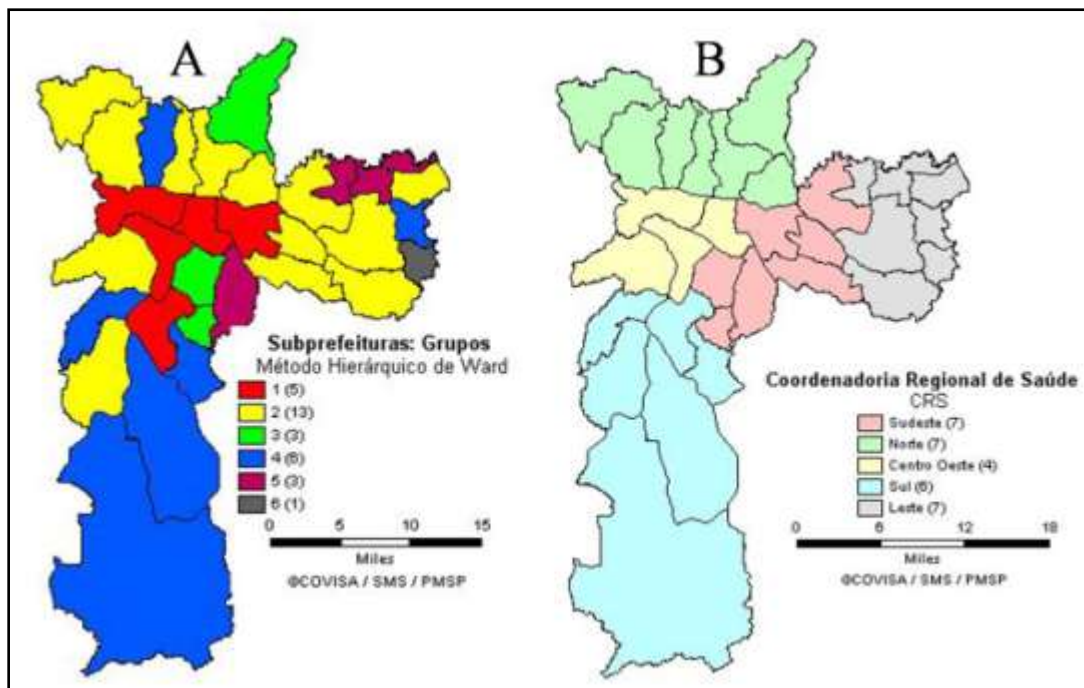 A
Subprefeituras: Grupos
Método Hierárquico de Ward
1 (5)
2 (13)
3 (3)
4 (6)
5 (3)
6 (1)
0 5 10 15
Miles
©COVISA / SMS / PMSP
B
Coordenadoria Regional de Saúde
CRS
Sudeste (7)
Norte (7)
Centro Oeste (4)
Sul (6)
Leste (7)
0 6 12 18
Miles
©COVISA / SMS / PMSP